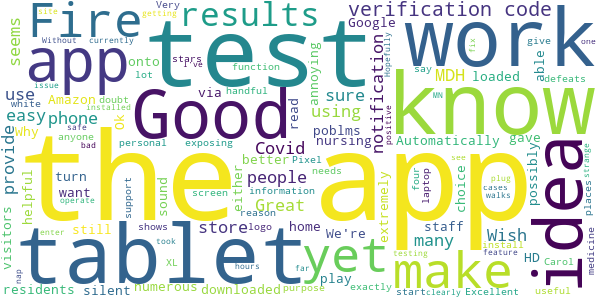 Fire
results
verification code
Very
Without
currently
getting
site
one
test
work
Google
give
able
fix
Hopefully
defeats
seems
app
onto
stars
I've
issue
lot
function
annoying
notification
say
MN
MDH
loaded
know
idea
use
white
Amazon
doubt
installed
via
handful
sure
read
easy
phone
anyone
Good
using
poblms
positive
Automatically
provide
Why
Ok
safe
bad
personal
exposing
Covid
nursing
gave
possibly
the app
want
better
Pixel
people
either
needs
information
Great
see
four
laptop
plug
cases
walks
choice
extremely
staff
many
Wish
places
strange
medicine
helpful
turn
support
sound
screen
still
operate
reason
logo
store
home
We're
yet
make
feature
HD
install
Carol
tablet
visitors
enter
shows
took
XL
hours
far
purpose
play
exactly
testing
start
clearly
Excellent
useful
residents
silent
nap
numerous
downloaded